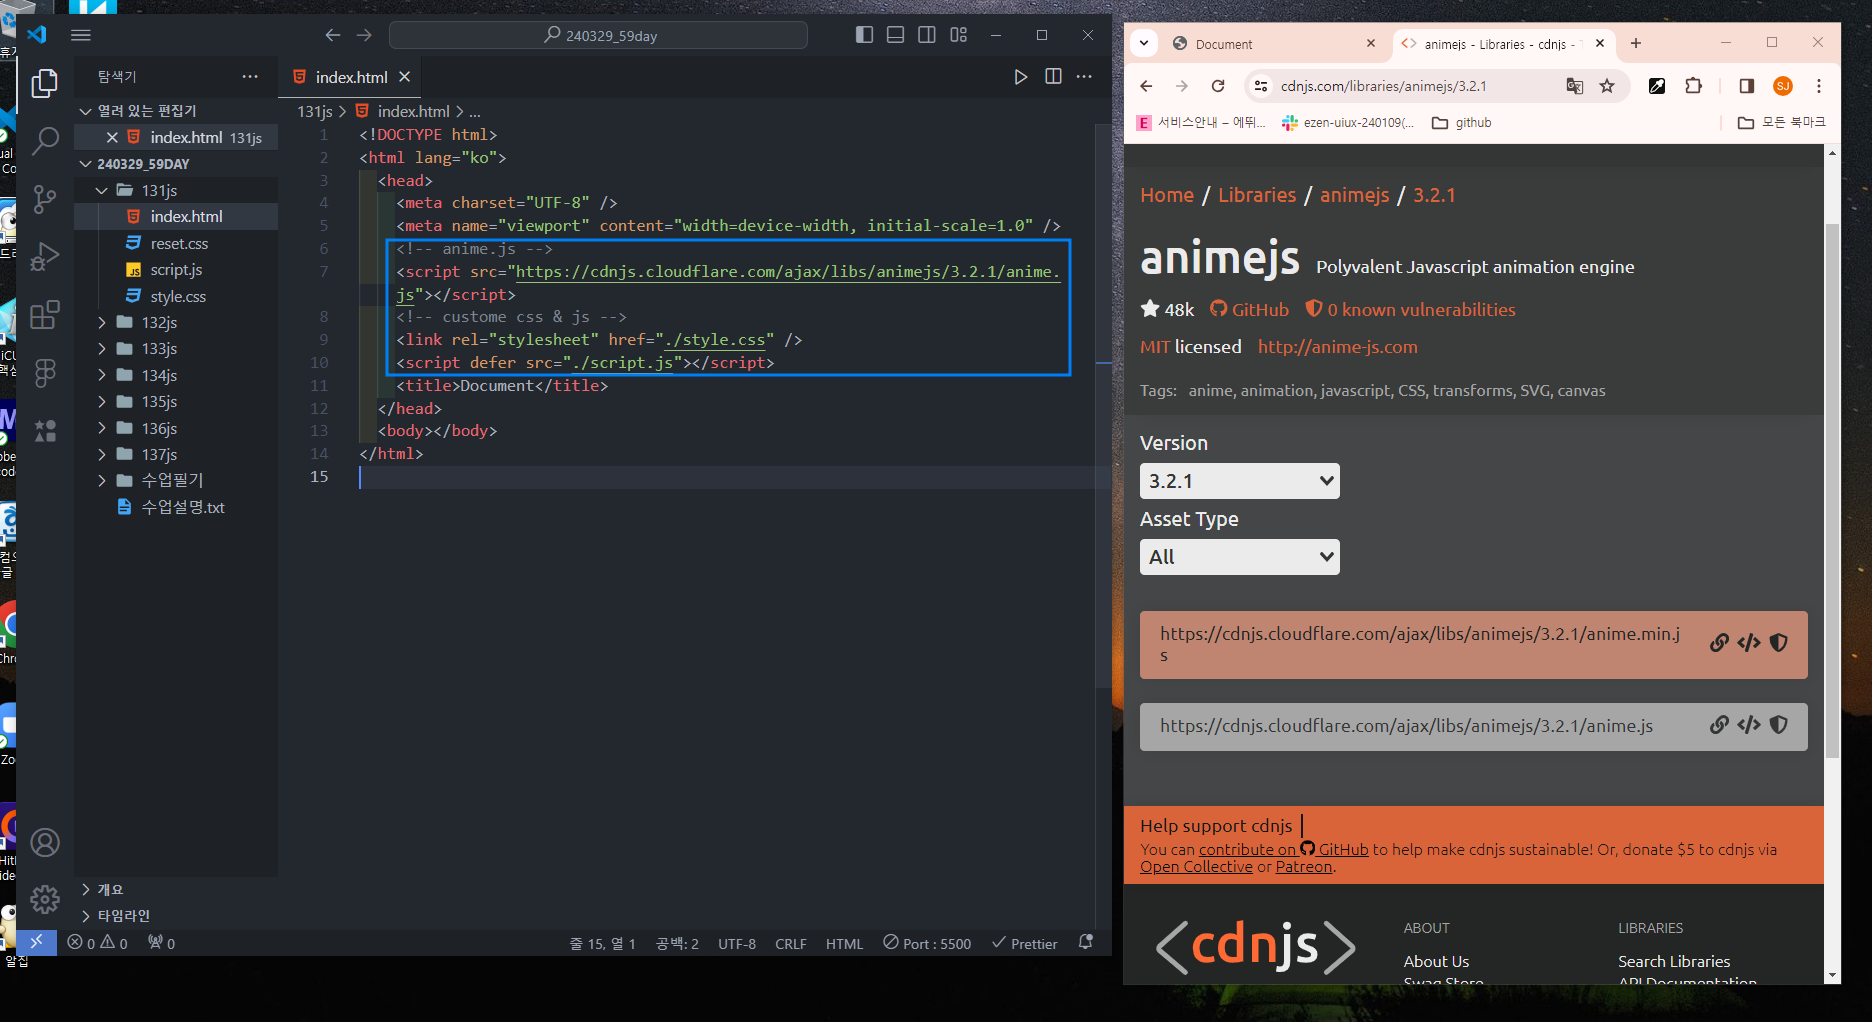 240329_59day
탐색기
index.html
열려 있는 편집기
index.html 131js
240329_59DAY
131js
index.html
reset.css
script.js
style.css
132js
133js
134js
135js
136js
137js
수업필기
수업설명.txt
개요
타임라인
131js > index.html > ...
1 <!DOCTYPE html>
2 <html lang="ko">
3 <head>
4 <meta charset="UTF-8" />
5 <meta name="viewport" content="width=device-width, initial-scale=1.0" />
6 <!-- anime.js -->
7 <script src="https://cdnjs.cloudflare.com/ajax/libs/animejs/3.2.1/anime.
js"></script>
8 <!-- custome css & js -->
9 <link rel="stylesheet" href="./style.css" />
10 <script defer src="./script.js"></script>
11 <title>Document</title>
12 </head>
13 <body></body>
14 </html>
15
0 0 0
줄 15, 열 1 공백: 2 UTF-8 CRLF HTML Port : 5500 Prettier
Document
animejs - Libraries - cdnjs -
cdnjs.com/libraries/animejs/3.2.1
SJ
E 서비스안내 – 에뛰... ezen-uiux-240109(... github 모든 북마크
Home / Libraries / animejs / 3.2.1
animejs Polyvalent Javascript animation engine
48k GitHub 0 known vulnerabilities
MIT licensed http://anime-js.com
Tags: anime, animation, javascript, CSS, transforms, SVG, canvas
Version
3.2.1
Asset Type
All
https://cdnjs.cloudflare.com/ajax/libs/animejs/3.2.1/anime.min.j
s
https://cdnjs.cloudflare.com/ajax/libs/animejs/3.2.1/anime.js
Help support cdnjs
You can contribute on GitHub to help make cdnjs sustainable! Or, donate $5 to cdnjs via
Open Collective or Patreon.
<cdnjs>
ABOUT
About Us
Swag Store
LIBRARIES
Search Libraries
API Documentation
알집